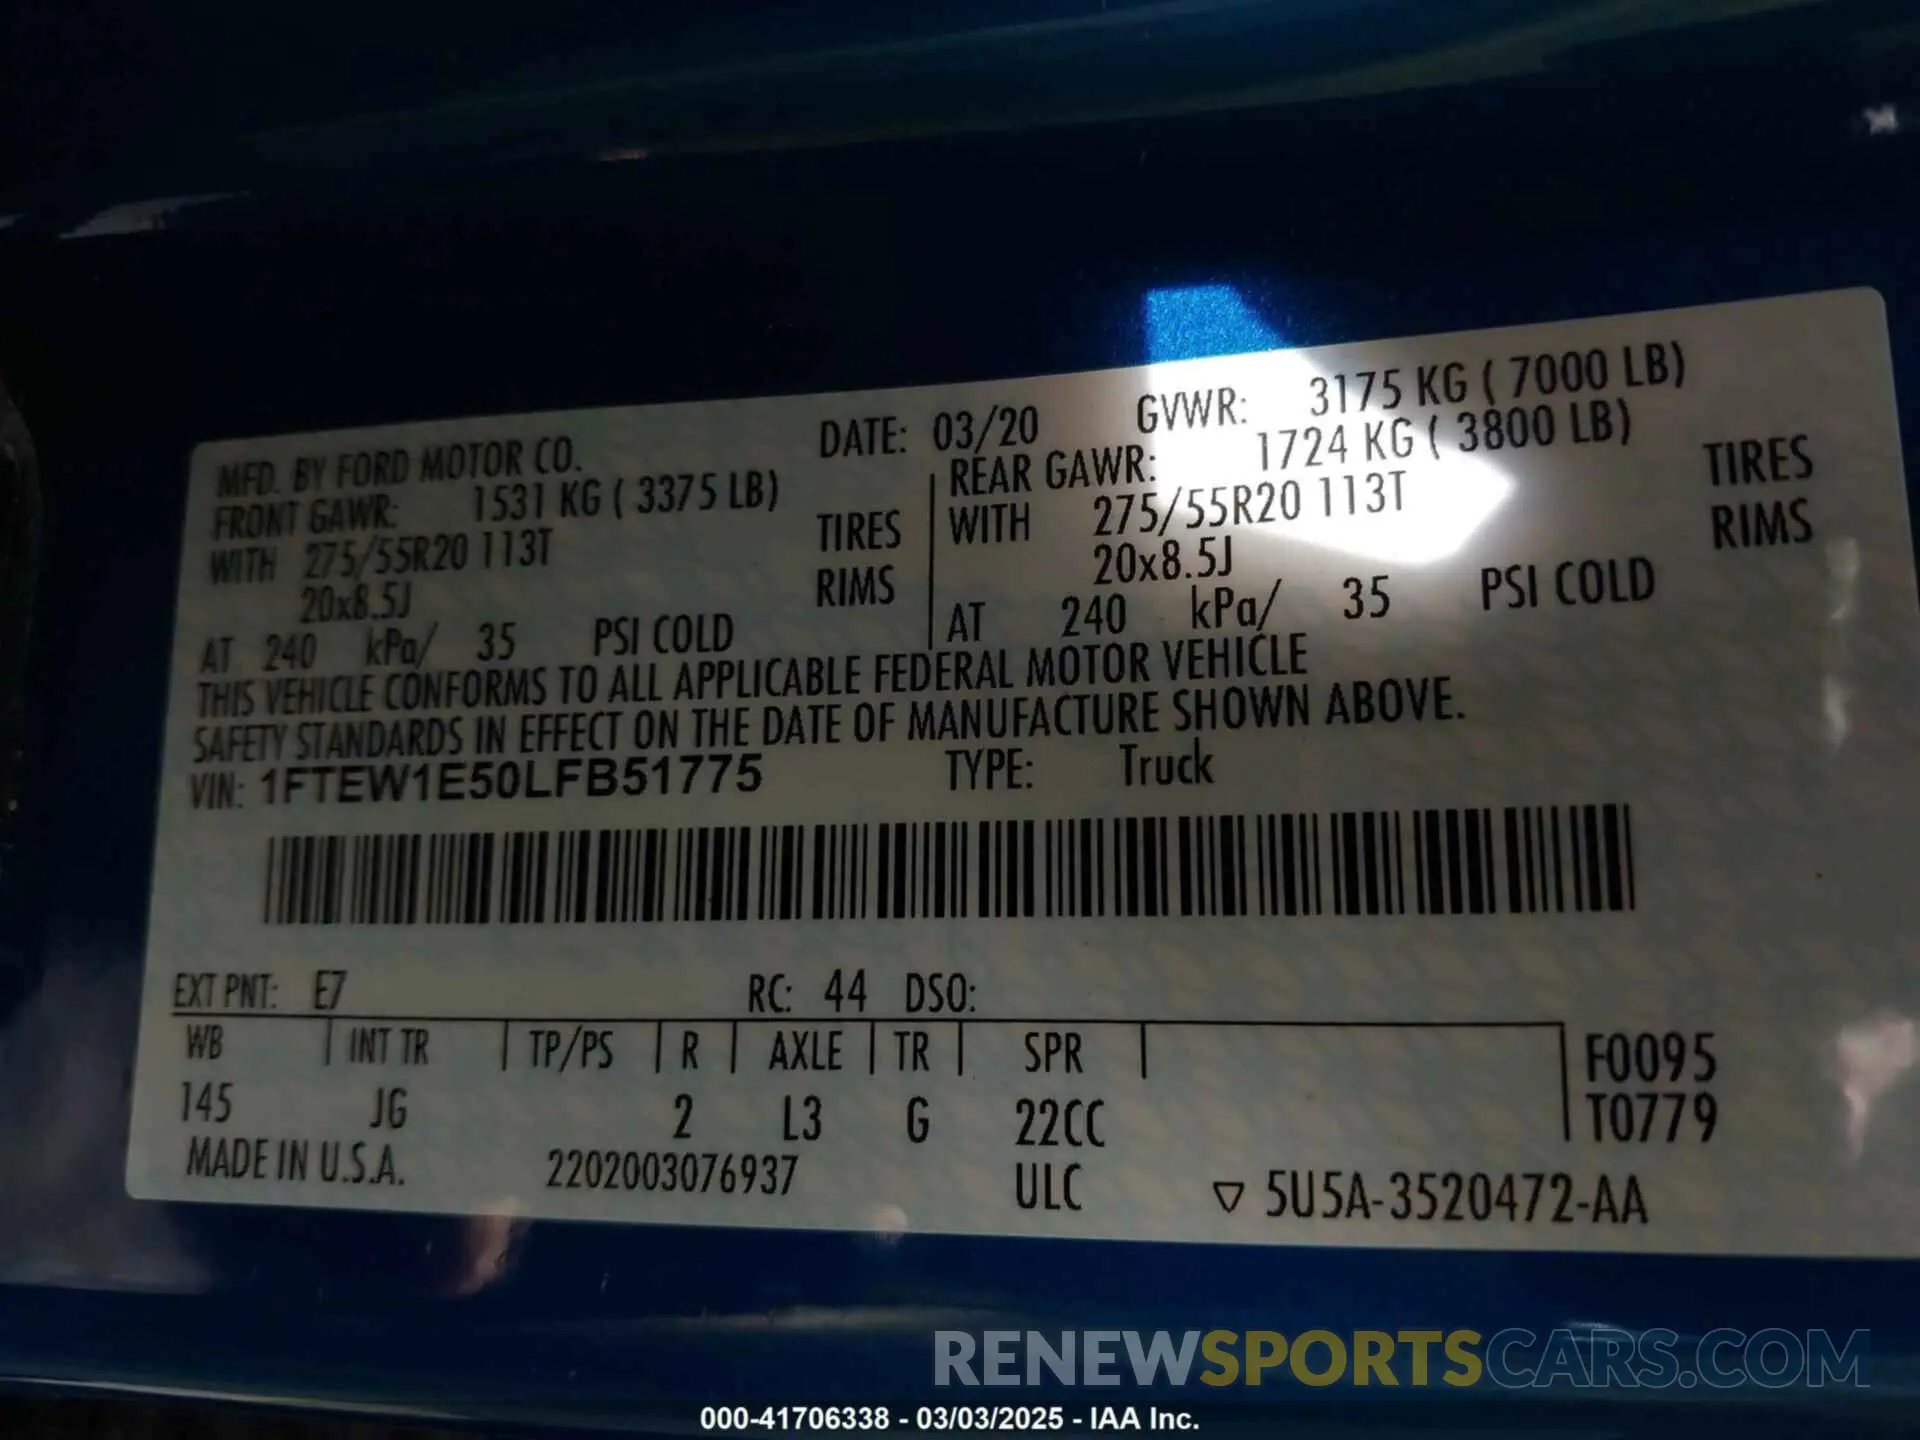 MFD. BY FORD MOTOR CO. DATE: 03/20 GVWR: 3175 KG ( 7000 LB)
FRONT GAWR: 1531 KG ( 3375 LB) REAR GAWR: 1724 KG ( 3800 LB)
WITH 275/55R20 113T TIRES WITH 275/55R20 113T TIRES
20x8.5J RIMS 20x8.5J RIMS
AT 240 kPa/ 35 PSI COLD AT 240 kPa/ 35 PSI COLD
THIS VEHICLE CONFORMS TO ALL APPLICABLE FEDERAL MOTOR VEHICLE
SAFETY STANDARDS IN EFFECT ON THE DATE OF MANUFACTURE SHOWN ABOVE.
VIN: 1FTEW1E50LFB51775 TYPE: Truck
EXT PNT: E7 RC: 44 DSO:
WB INT TR TP/PS R AXLE TR SPR F0095
145 JG 2 L3 G 22CC T0779
MADE IN U.S.A. 2202003076937 ULC 5U5A-3520472-AA
RENEWSPORTSCARS.COM
000-41706338 - 03/03/2025 - IAA Inc.